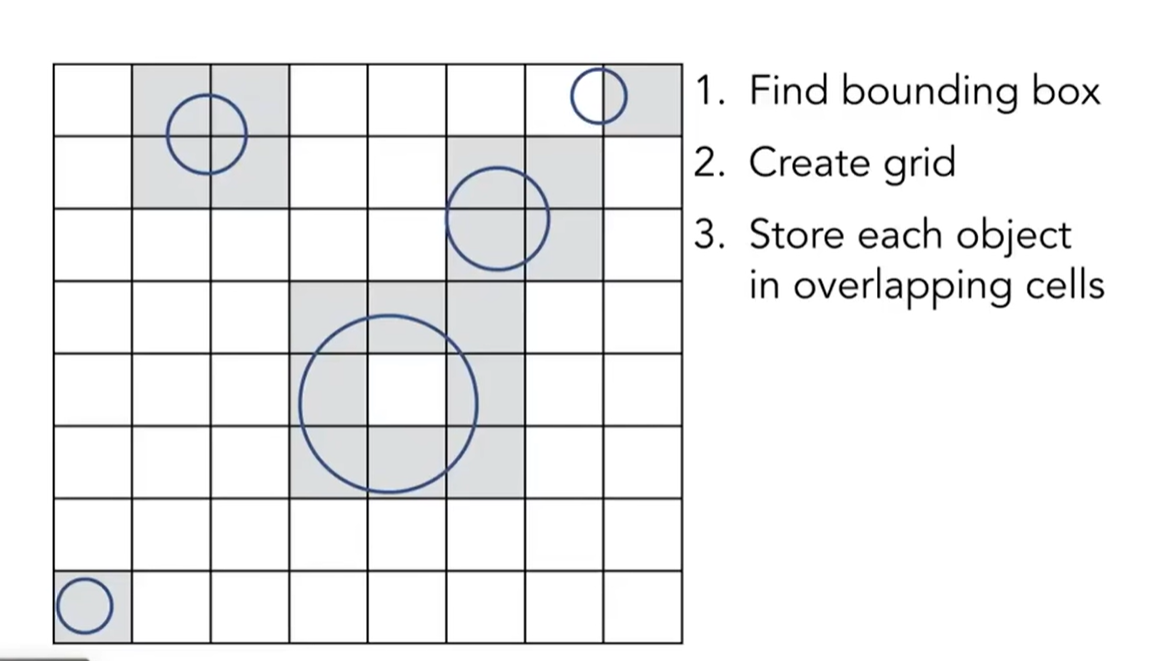 1. Find bounding box
2. Create grid
3. Store each object
in overlapping cells